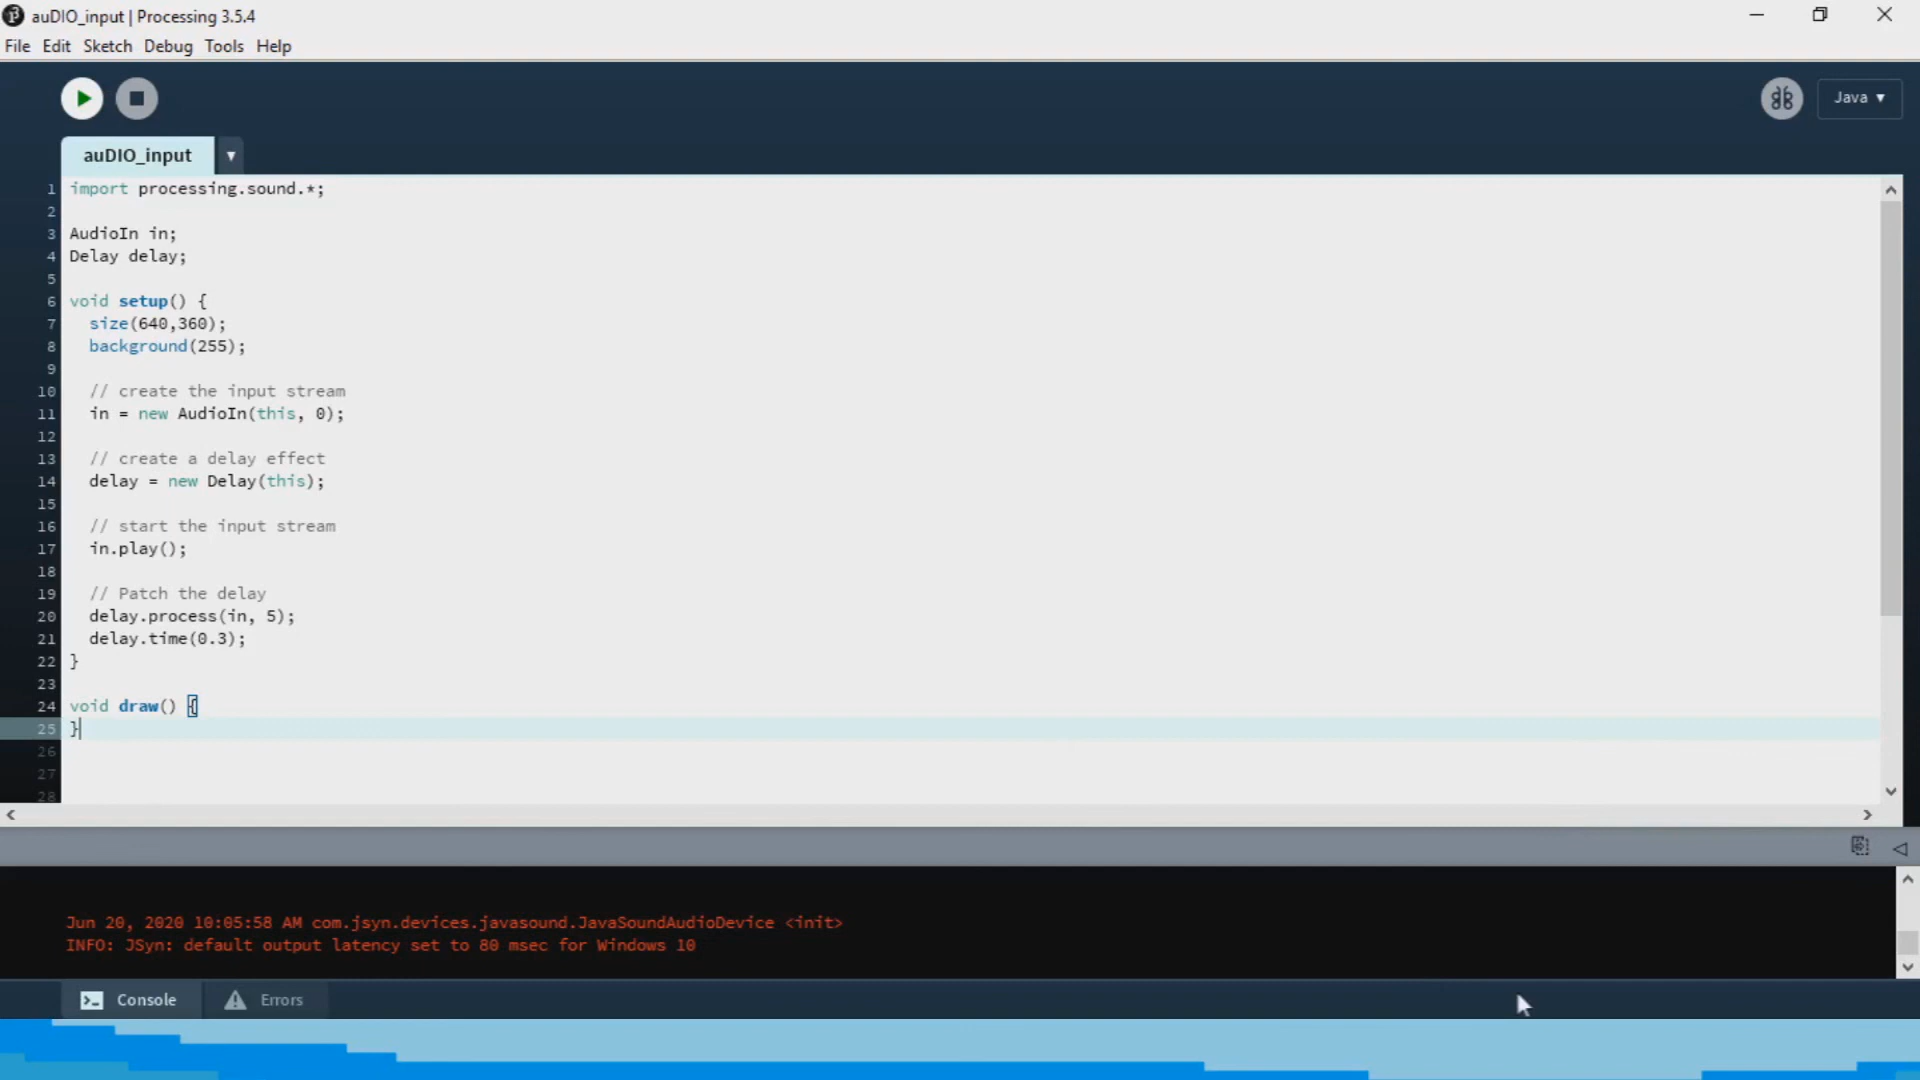 auDIO_input | Processing 3.5.4
File Edit Sketch Debug Tools Help
Java ▼
auDIO_input ▼
1 import processing.sound.*;
2
3 AudioIn in;
4 Delay delay;
5
6 void setup() {
7   size(640,360);
8   background(255);
9
10   // create the input stream
11   in = new AudioIn(this, 0);
12
13   // create a delay effect
14   delay = new Delay(this);
15
16   // start the input stream
17   in.play();
18
19   // Patch the delay
20   delay.process(in, 5);
21   delay.time(0.3);
22 }
23
24 void draw() {
25 }
26
27
28
Jun 20, 2020 10:05:58 AM com.jsyn.devices.javasound.JavaSoundAudioDevice <init>
INFO: JSyn: default output latency set to 80 msec for Windows 10
Console Errors